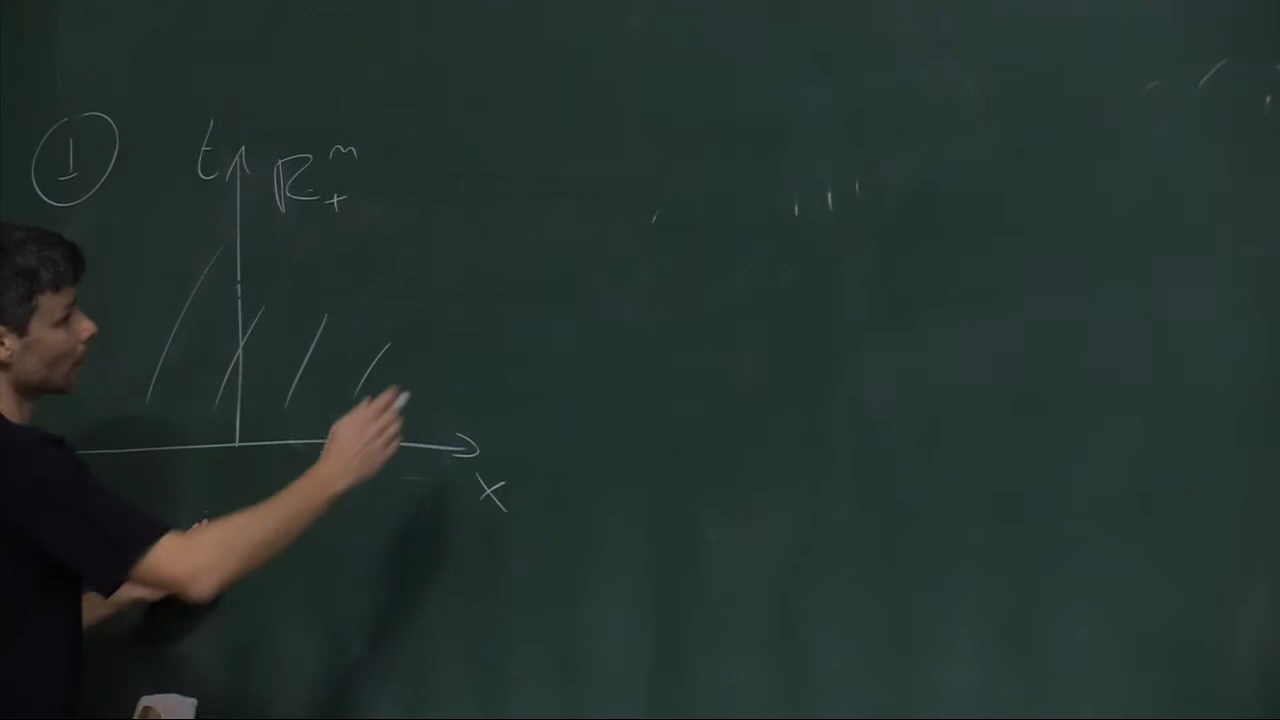 ① t ℝ₊ⁿ
x